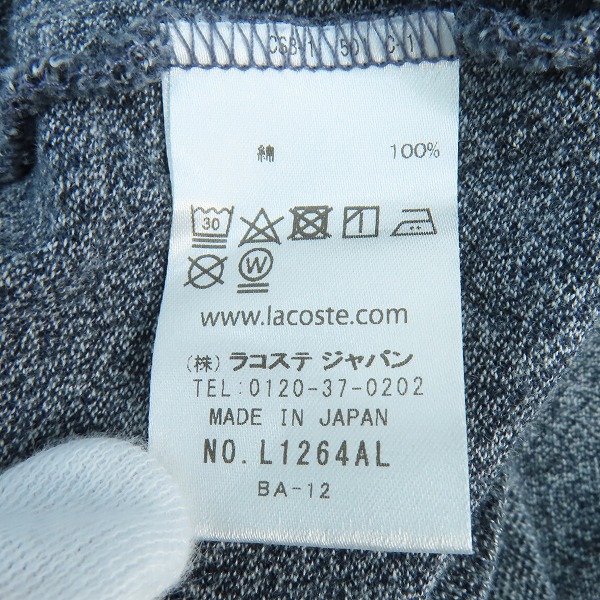 綿 100%
30
W
www.lacoste.com
(株) ラコステ ジャパン
TEL:0120-37-0202
MADE IN JAPAN
NO. L1264AL
BA-12